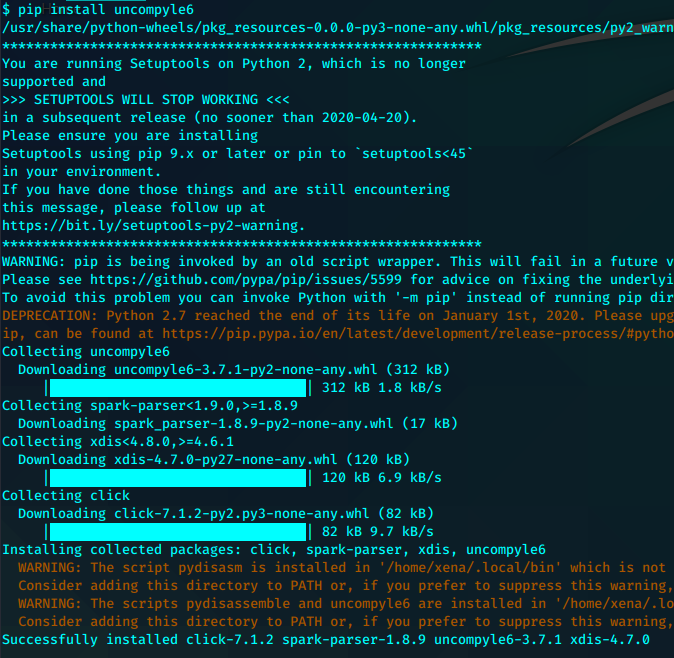 $ pip install uncompyle6
/usr/share/python-wheels/pkg_resources-0.0.0-py3-none-any.whl/pkg_resources/py2_warn
************************************************************
You are running Setuptools on Python 2, which is no longer
supported and
>>> SETUPTOOLS WILL STOP WORKING <<<
in a subsequent release (no sooner than 2020-04-20).
Please ensure you are installing
Setuptools using pip 9.x or later or pin to `setuptools<45`
in your environment.
If you have done those things and are still encountering
this message, please follow up at
https://bit.ly/setuptools-py2-warning.
************************************************************
WARNING: pip is being invoked by an old script wrapper. This will fail in a future v
Please see https://github.com/pypa/pip/issues/5599 for advice on fixing the underlyi
To avoid this problem you can invoke Python with '-m pip' instead of running pip dir
DEPRECATION: Python 2.7 reached the end of its life on January 1st, 2020. Please upg
ip, can be found at https://pip.pypa.io/en/latest/development/release-process/#pytho
Collecting uncompyle6
Downloading uncompyle6-3.7.1-py2-none-any.whl (312 kB)
| | 312 kB 1.8 kB/s
Collecting spark-parser<1.9.0,>=1.8.9
Downloading spark_parser-1.8.9-py2-none-any.whl (17 kB)
Collecting xdis<4.8.0,>=4.6.1
Downloading xdis-4.7.0-py27-none-any.whl (120 kB)
| | 120 kB 6.9 kB/s
Collecting click
Downloading click-7.1.2-py2.py3-none-any.whl (82 kB)
| | 82 kB 9.7 kB/s
Installing collected packages: click, spark-parser, xdis, uncompyle6
WARNING: The script pydisasm is installed in '/home/xena/.local/bin' which is not
Consider adding this directory to PATH or, if you prefer to suppress this warning,
WARNING: The scripts pydisassemble and uncompyle6 are installed in '/home/xena/.lo
Consider adding this directory to PATH or, if you prefer to suppress this warning,
Successfully installed click-7.1.2 spark-parser-1.8.9 uncompyle6-3.7.1 xdis-4.7.0